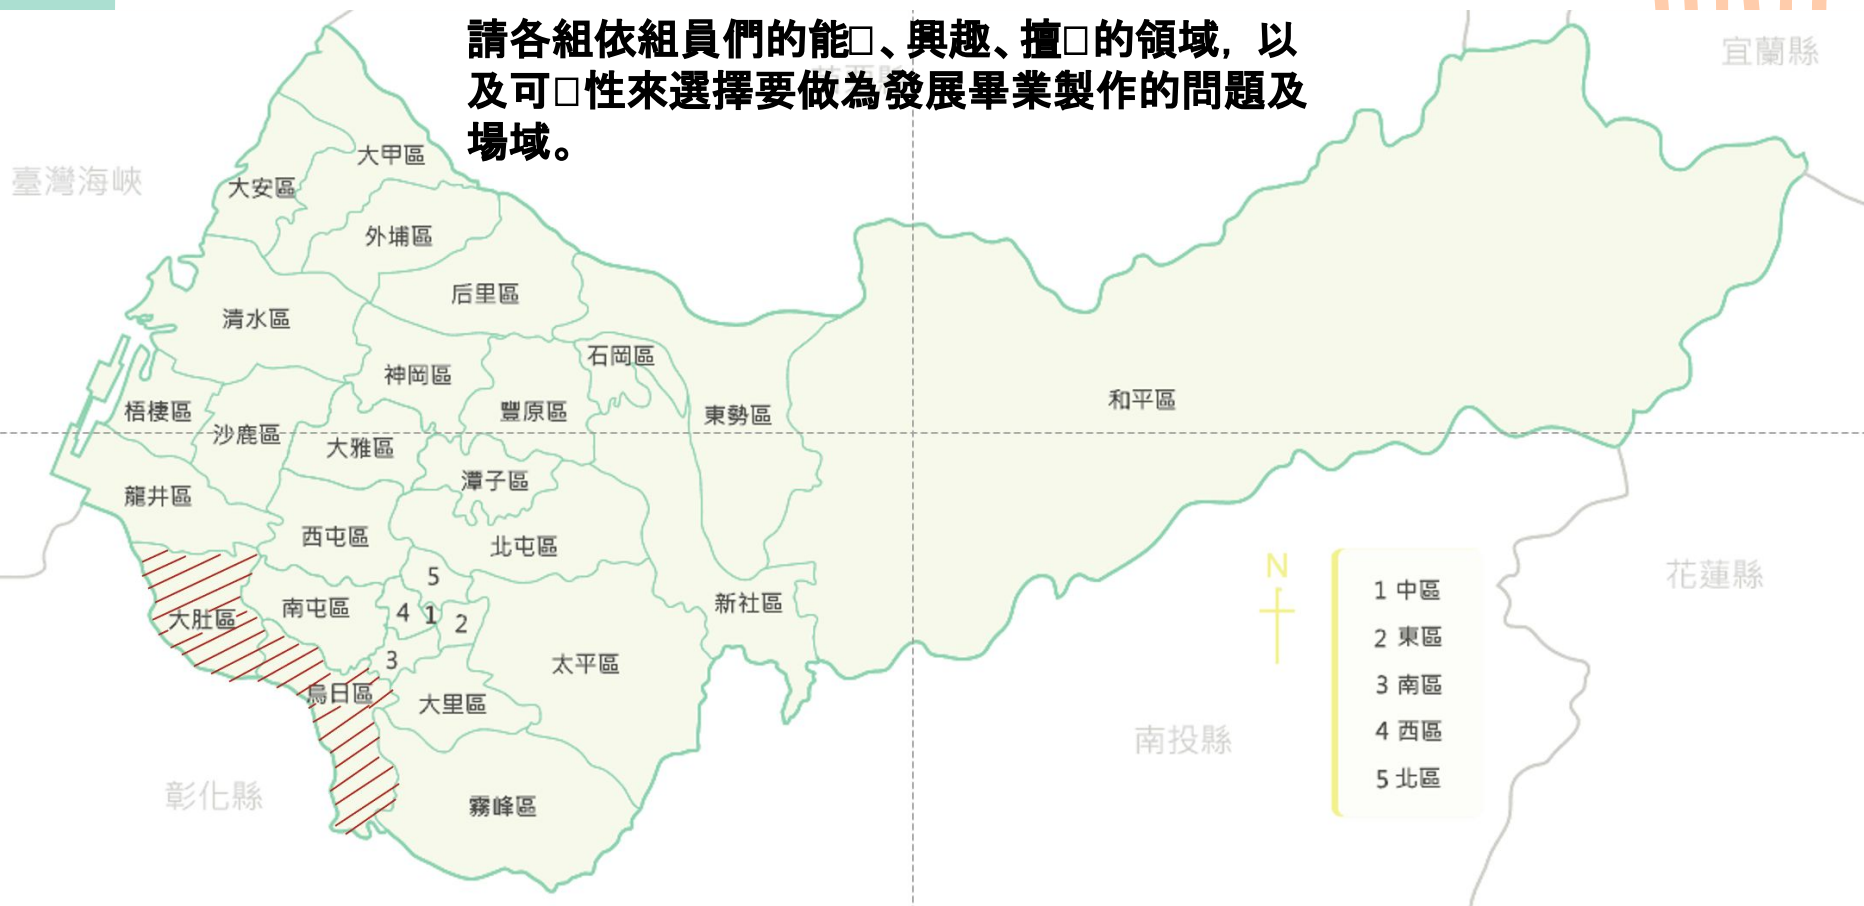 請各組依組員們的能□、興趣、擅□的領域，以
及可□性來選擇要做為發展畢業製作的問題及
場域。
宜蘭縣
臺灣海峽
大甲區
大安區
外埔區
后里區
清水區
石岡區
神岡區
和平區
梧棲區
豐原區
東勢區
沙鹿區
大雅區
潭子區
龍井區
西屯區
北屯區
5
N
花蓮縣
1 中區
大肚區
南屯區
4
1
2
新社區
2 東區
3
太平區
3 南區
烏日區
大里區
4 西區
南投縣
5 北區
彰化縣
霧峰區